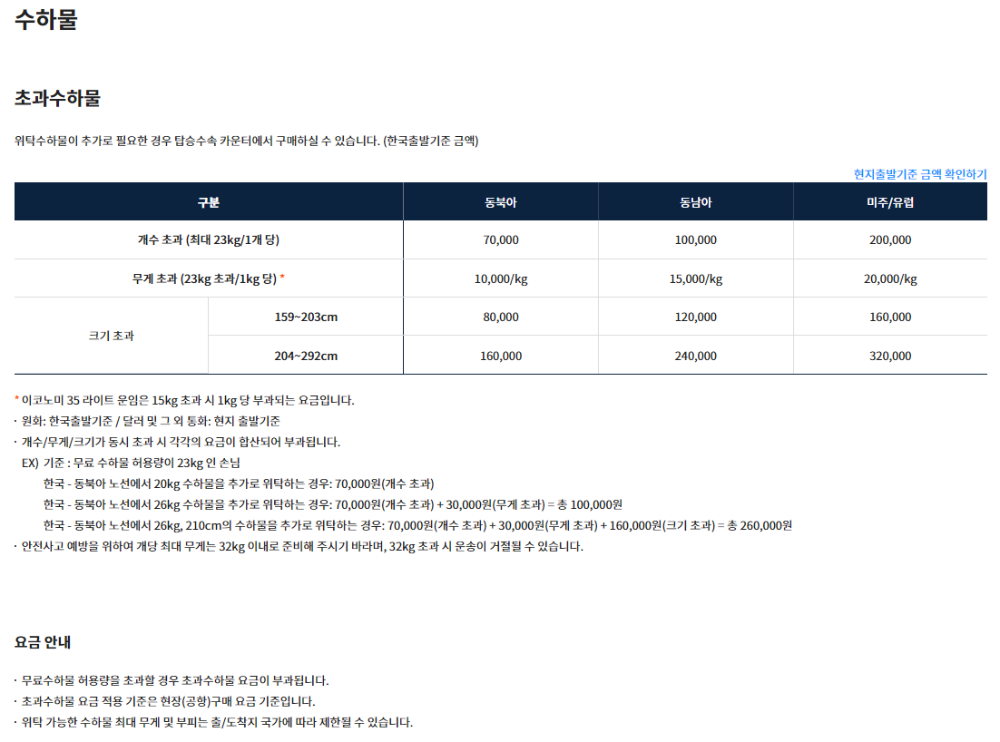 수하물
초과수하물
위탁수하물이 추가로 필요한 경우 탑승수속 카운터에서 구매하실 수 있습니다. (한국출발기준 금액)
현지출발기준 금액 확인하기
구분 동북아 동남아 미주/유럽
개수 초과 (최대 23kg/1개 당) 70,000 100,000 200,000
무게 초과 (23kg 초과/1kg 당) * 10,000/kg 15,000/kg 20,000/kg
크기 초과 159~203cm 80,000 120,000 160,000
204~292cm 160,000 240,000 320,000
* 이코노미 35 라이트 운임은 15kg 초과 시 1kg 당 부과되는 요금입니다.
· 원화: 한국출발기준 / 달러 및 그 외 통화: 현지 출발기준
· 개수/무게/크기가 동시 초과 시 각각의 요금이 합산되어 부과됩니다.
EX) 기준 : 무료 수하물 허용량이 23kg 인 손님
한국 - 동북아 노선에서 20kg 수하물을 추가로 위탁하는 경우: 70,000원(개수 초과)
한국 - 동북아 노선에서 26kg 수하물을 추가로 위탁하는 경우: 70,000원(개수 초과) + 30,000원(무게 초과) = 총 100,000원
한국 - 동북아 노선에서 26kg, 210cm의 수하물을 추가로 위탁하는 경우: 70,000원(개수 초과) + 30,000원(무게 초과) + 160,000원(크기 초과) = 총 260,000원
· 안전사고 예방을 위하여 개당 최대 무게는 32kg 이내로 준비해 주시기 바라며, 32kg 초과 시 운송이 거절될 수 있습니다.
요금 안내
· 무료수하물 허용량을 초과할 경우 초과수하물 요금이 부과됩니다.
· 초과수하물 요금 적용 기준은 현장(공항)구매 요금 기준입니다.
· 위탁 가능한 수하물 최대 무게 및 부피는 출/도착지 국가에 따라 제한될 수 있습니다.